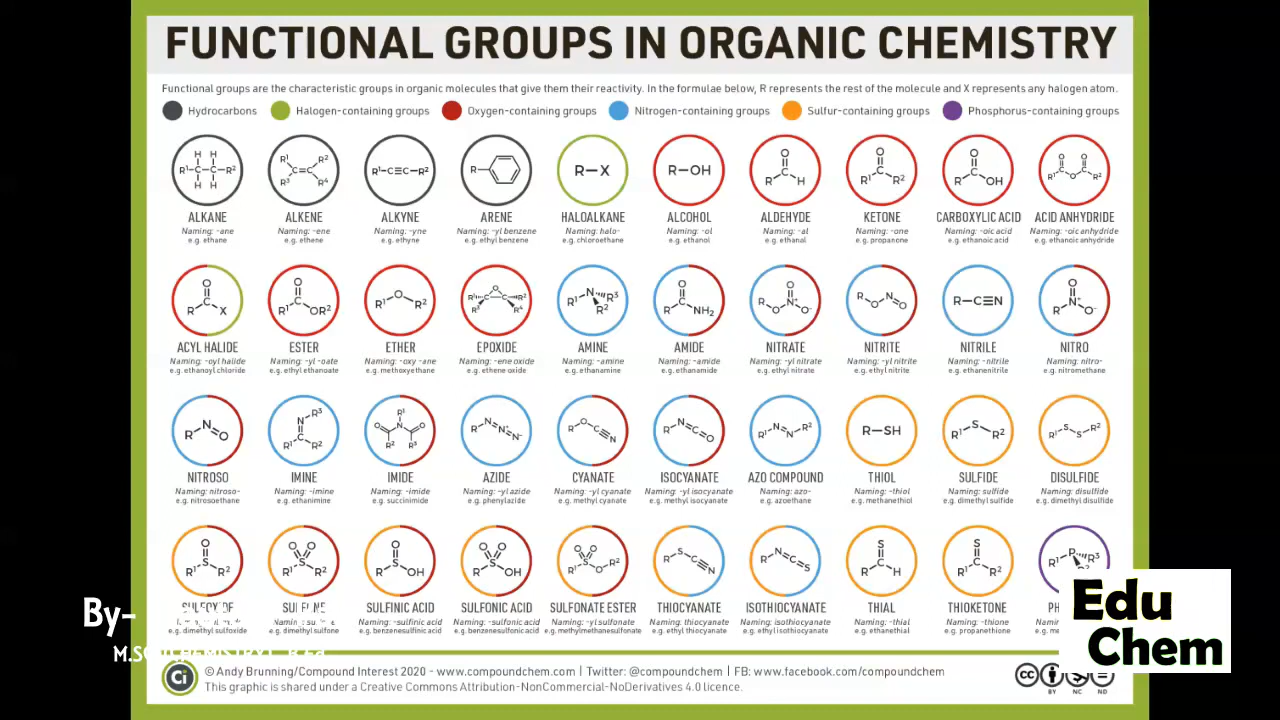 FUNCTIONAL GROUPS IN ORGANIC CHEMISTRY
Functional groups are the characteristic groups in organic molecules that give them their reactivity. In the formulae below, R represents the rest of the molecule and X represents any halogen atom.
Hydrocarbons Halogen-containing groups Oxygen-containing groups Nitrogen-containing groups Sulfur-containing groups Phosphorus-containing groups
ALKANE ALKENE ALKYNE ARENE HALOALKANE ALCOHOL ALDEHYDE KETONE CARBOXYLIC ACID ACID ANHYDRIDE
Naming: -ane Naming: -ene Naming: -yne Naming: -yl benzene Naming: halo- Naming: -ol Naming: -al Naming: -one Naming: -oic acid Naming: -oic anhydride
e.g. ethane e.g. ethene e.g. ethyne e.g. ethyl benzene e.g. chloroethane e.g. ethanol e.g. ethanal e.g. propanone e.g. ethanoic acid e.g. ethanoic anhydride
ACYL HALIDE ESTER ETHER EPOXIDE AMINE AMIDE NITRATE NITRITE NITRILE NITRO
Naming: -oyl halide Naming: -yl -oate Naming: -oxy -ane Naming: -ene oxide Naming: -amine Naming: -amide Naming: -yl nitrate Naming: -yl nitrite Naming: -nitrile Naming: nitro-
e.g. ethanoyl chloride e.g. ethyl ethanoate e.g. methoxyethane e.g. ethene oxide e.g. ethanamine e.g. ethanamide e.g. ethyl nitrate e.g. ethyl nitrite e.g. ethanenitrile e.g. nitromethane
NITROSO IMINE IMIDE AZIDE CYANATE ISOCYANATE AZO COMPOUND THIOL SULFIDE DISULFIDE
Naming: nitroso- Naming: -imine Naming: -imide Naming: -yl azide Naming: -yl cyanate Naming: -yl isocyanate Naming: azo- Naming: -thiol Naming: sulfide Naming: disulfide
e.g. nitrosoethane e.g. ethanimine e.g. succinimide e.g. phenylazide e.g. methyl cyanate e.g. methyl isocyanate e.g. azoethane e.g. methanethiol e.g. dimethyl sulfide e.g. dimethyl disulfide
SULFINIC ACID SULFONIC ACID SULFONATE ESTER THIOCYANATE ISOTHIOCYANATE THIAL THIOKETONE
Naming: -sulfinic acid Naming: -sulfonic acid Naming: -yl sulfonate Naming: thiocyanate Naming: isothiocyanate Naming: -thial Naming: -thione
e.g. dimethyl sulfoxide e.g. dimethyl sulfone e.g. benzenesulfinic acid e.g. benzenesulfonic acid e.g. methylmethanesulfonate e.g. ethyl thiocyanate e.g. ethyl isothiocyanate e.g. ethanethial e.g. propanethione
By-
Edu
Chem
Ci © Andy Brunning/Compound Interest 2020 - www.compoundchem.com | Twitter: @compoundchem | FB: www.facebook.com/compoundchem
This graphic is shared under a Creative Commons Attribution-NonCommercial-NoDerivatives 4.0 licence.
BY NC ND